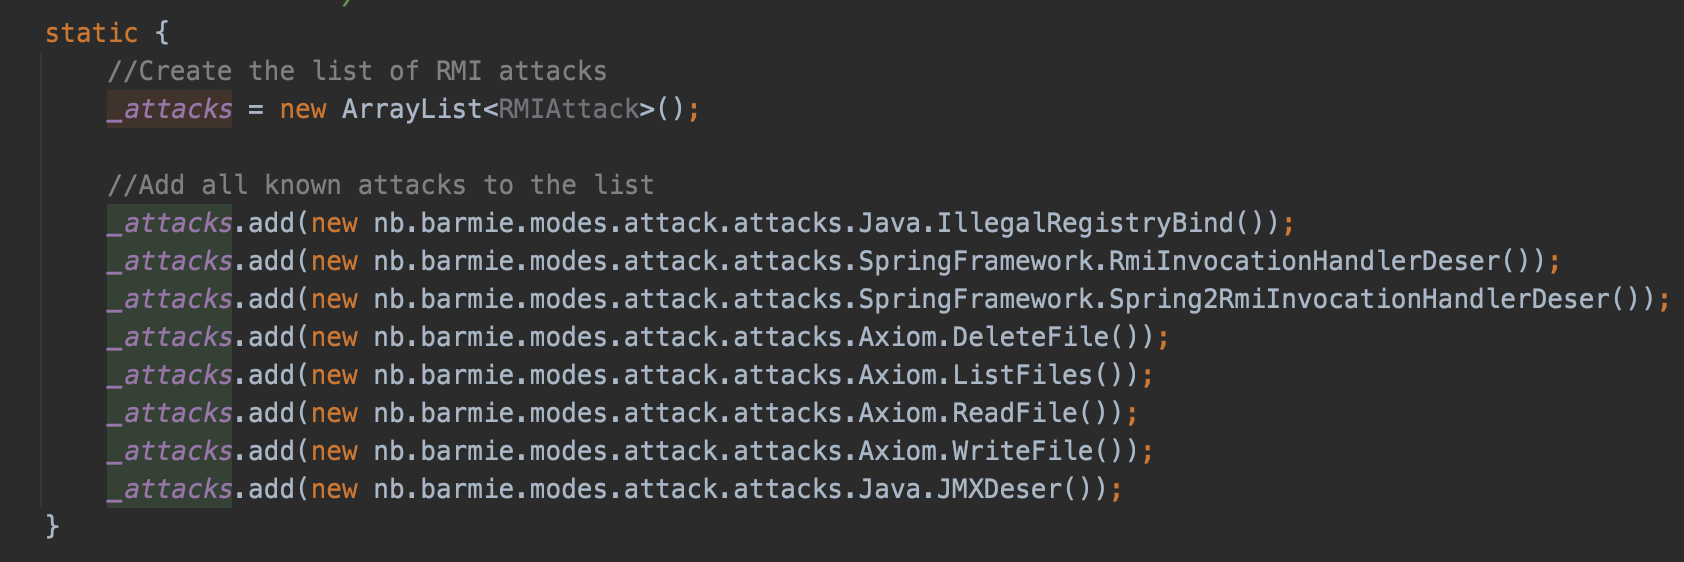 static {
//Create the list of RMI attacks
_attacks = new ArrayList<RMIAttack>();
//Add all known attacks to the list
_attacks.add(new nb.barmie.modes.attack.attacks.Java.IllegalRegistryBind());
_attacks.add(new nb.barmie.modes.attack.attacks.SpringFramework.RmiInvocationHandlerDeser());
_attacks.add(new nb.barmie.modes.attack.attacks.SpringFramework.Spring2RmiInvocationHandlerDeser());
_attacks.add(new nb.barmie.modes.attack.attacks.Axiom.DeleteFile());
_attacks.add(new nb.barmie.modes.attack.attacks.Axiom.ListFiles());
_attacks.add(new nb.barmie.modes.attack.attacks.Axiom.ReadFile());
_attacks.add(new nb.barmie.modes.attack.attacks.Axiom.WriteFile());
_attacks.add(new nb.barmie.modes.attack.attacks.Java.JMXDeser());
}